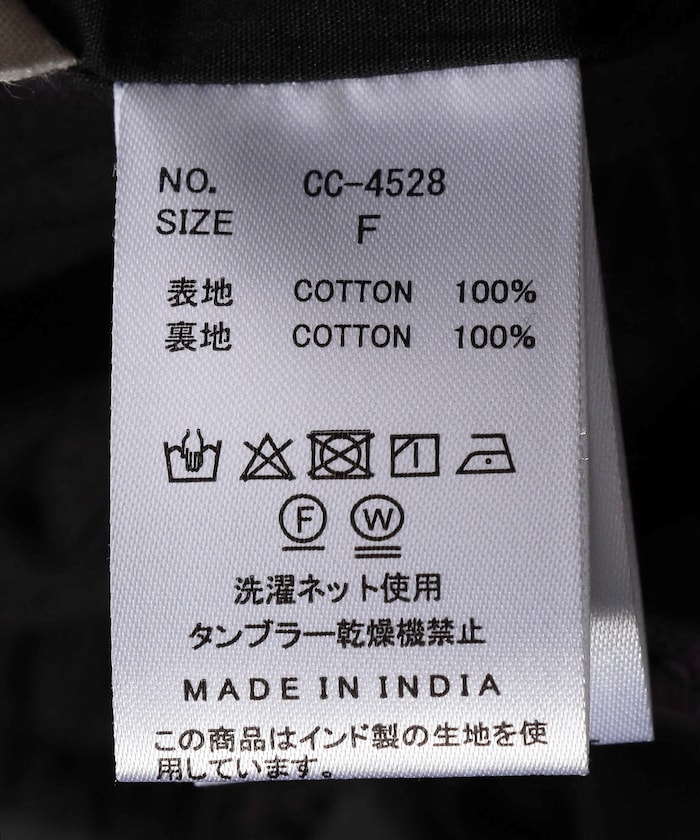 NO. CC-4528
SIZE F
表地 COTTON 100%
裏地 COTTON 100%
F W
洗濯ネット使用
タンブラー乾燥機禁止
MADE IN INDIA
この商品はインド製の生地を使
用しています。